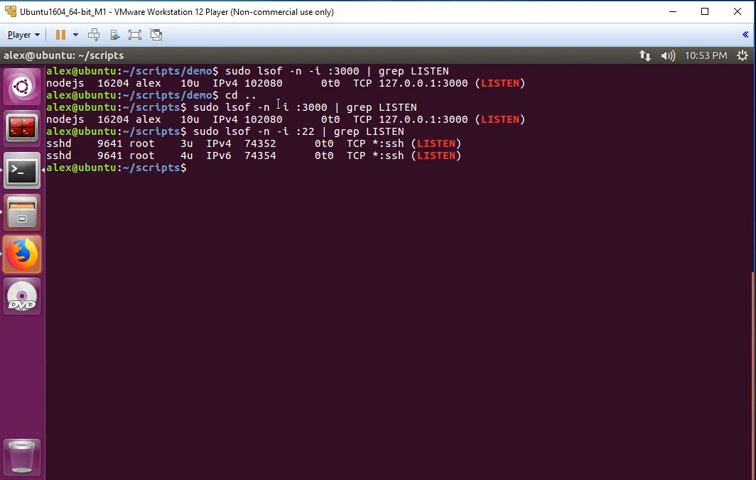 Ubuntu1604_64-bit_M1 - VMware Workstation 12 Player (Non-commercial use only)
Player
alex@ubuntu: ~/scripts 10:53 PM
alex@ubuntu:~/scripts/demo$ sudo lsof -n -i :3000 | grep LISTEN
nodejs  16204 alex   10u  IPv4 102080      0t0  TCP 127.0.0.1:3000 (LISTEN)
alex@ubuntu:~/scripts/demo$ cd ..
alex@ubuntu:~/scripts$ sudo lsof -n -i :3000 | grep LISTEN
nodejs  16204 alex   10u  IPv4 102080      0t0  TCP 127.0.0.1:3000 (LISTEN)
alex@ubuntu:~/scripts$ sudo lsof -n -i :22 | grep LISTEN
sshd    9641 root    3u  IPv4  74352      0t0  TCP *:ssh (LISTEN)
sshd    9641 root    4u  IPv6  74354      0t0  TCP *:ssh (LISTEN)
alex@ubuntu:~/scripts$
DVD